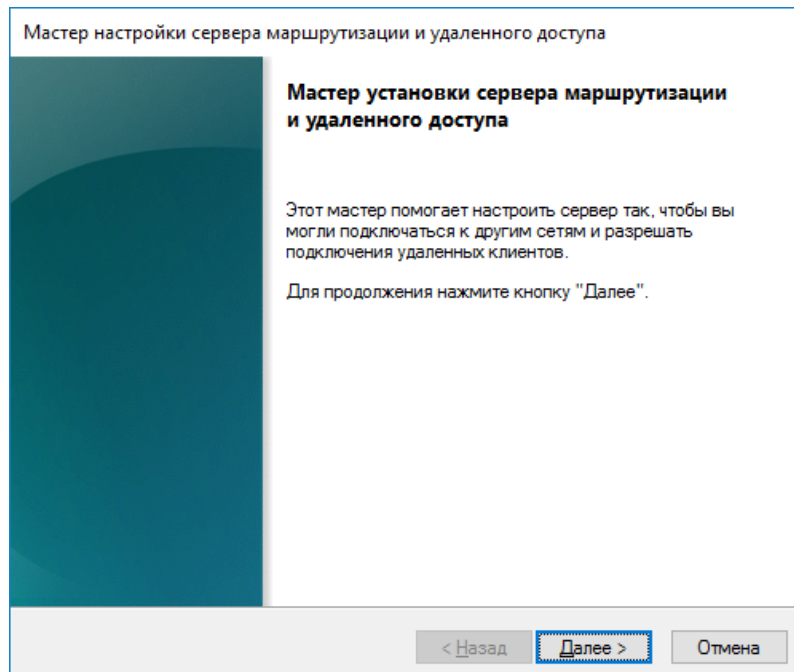 Мастер настройки сервера маршрутизации и удаленного доступа
Мастер установки сервера маршрутизации
и удаленного доступа
Этот мастер помогает настроить сервер так, чтобы вы
могли подключаться к другим сетям и разрешать
подключения удаленных клиентов.
Для продолжения нажмите кнопку "Далее".
< Назад Далее > Отмена